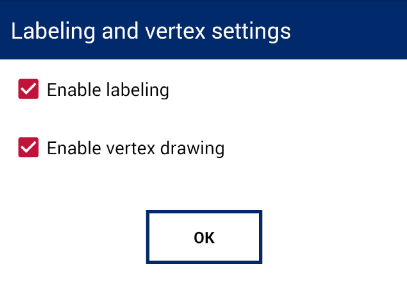 Labeling and vertex settings
Enable labeling
Enable vertex drawing
OK